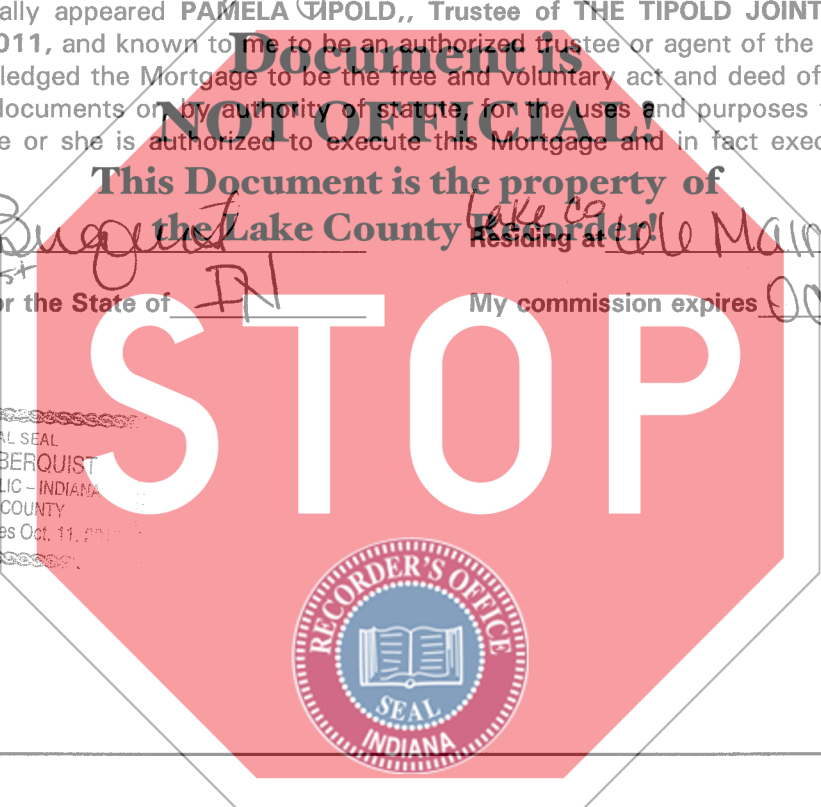 ally appeared PAMELA TIPOLD,, Trustee of THE TIPOLD JOINT
011, and known to me to be an authorized trustee or agent of the
ledged the Mortgage to be the free and voluntary act and deed of
documents or by authority of statute, for the uses and purposes
e or she is authorized to execute this Mortgage and in fact exec
Document is
NOT OFFICIAL!
This Document is the property of
the Lake County Recorder!
Lake Co
Residing at Main
r the State of IN My commission expires
STOP
AL SEAL
BERQUIST
LIC - INDIANA
COUNTY
es Oct. 11,
RECORDER'S OFFICE
SEAL
INDIANA